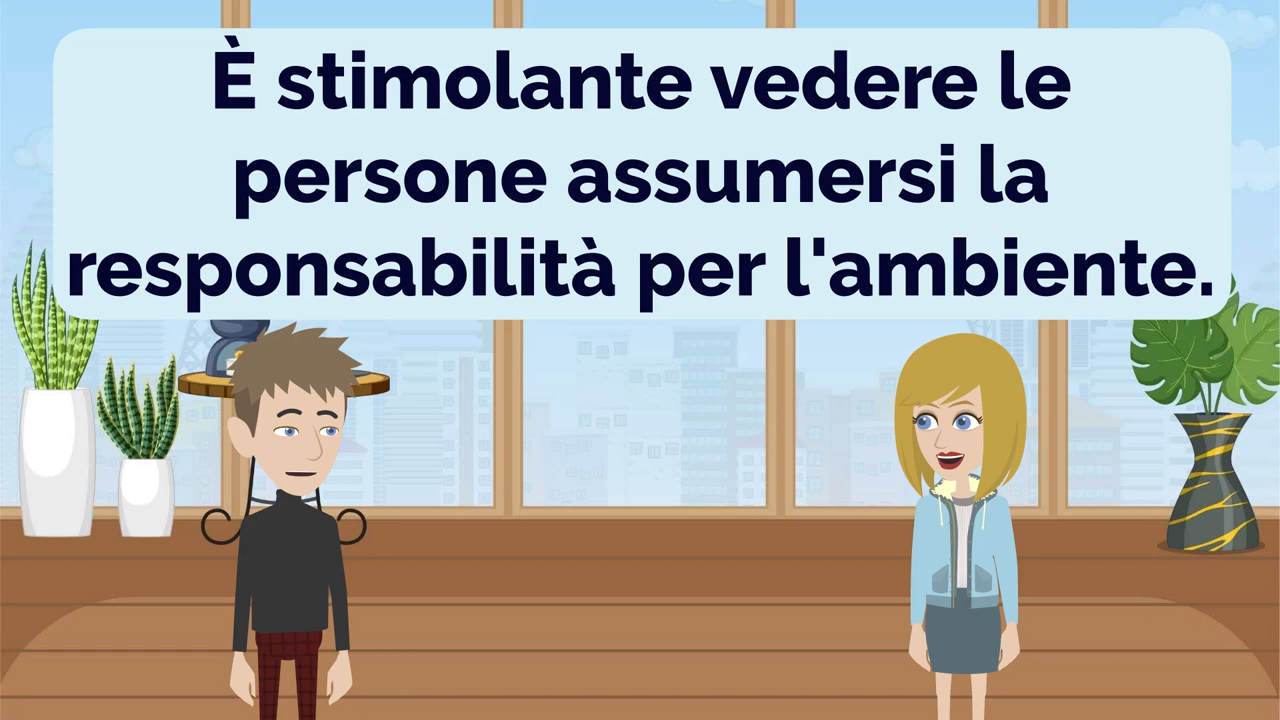 È stimolante vedere le
persone assumersi la
responsabilità per l'ambiente.